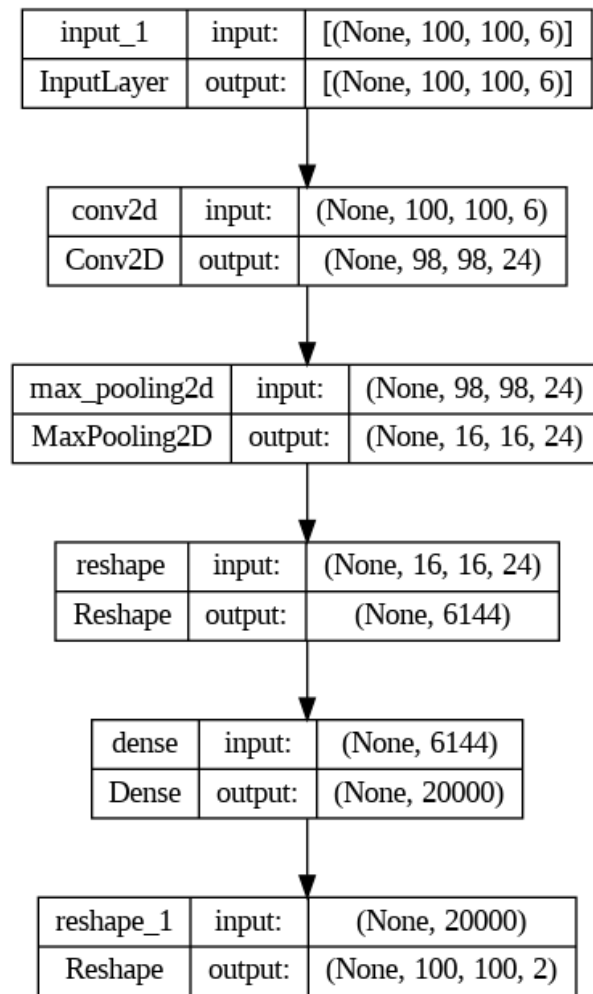 input_1 input: [(None, 100, 100, 6)]
InputLayer output: [(None, 100, 100, 6)]
conv2d input: (None, 100, 100, 6)
Conv2D output: (None, 98, 98, 24)
max_pooling2d input: (None, 98, 98, 24)
MaxPooling2D output: (None, 16, 16, 24)
reshape input: (None, 16, 16, 24)
Reshape output: (None, 6144)
dense input: (None, 6144)
Dense output: (None, 20000)
reshape_1 input: (None, 20000)
Reshape output: (None, 100, 100, 2)